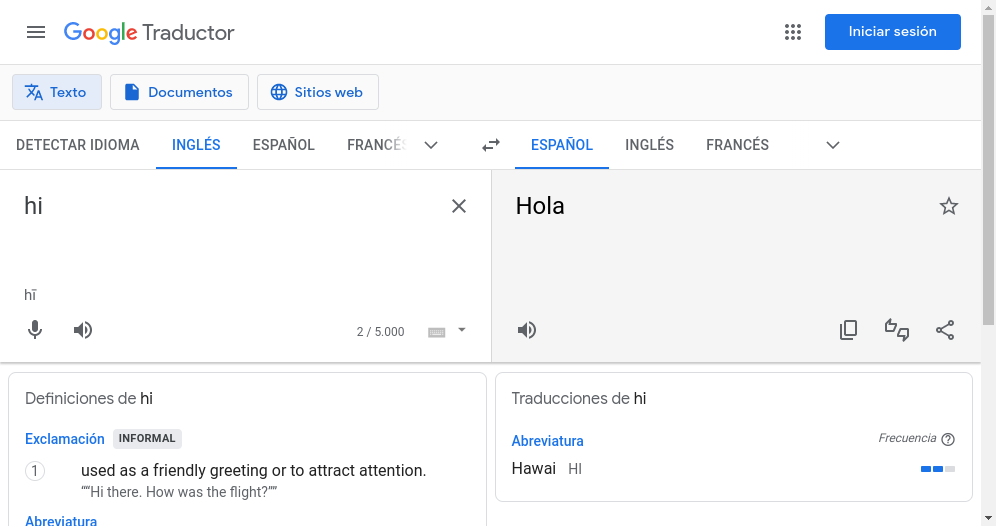 Google Traductor
Iniciar sesión
Texto
Documentos
Sitios web
DETECTAR IDIOMA
INGLÉS
ESPAÑOL
FRANCÉS
ESPAÑOL
INGLÉS
FRANCÉS
hi
hī
2 / 5.000
Hola
Definiciones de hi
Exclamación INFORMAL
1 used as a friendly greeting or to attract attention.
““Hi there. How was the flight?””
Abreviatura
Traducciones de hi
Abreviatura
Frecuencia
Hawai HI